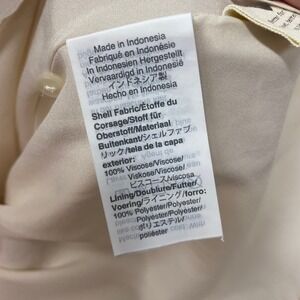 Made in Indonesia
Fabriqué en Indonésie
In Indonesien Hergestellt
Vervaardigd in Indonesië
インドネシア製
Hecho en Indonesia
Shell Fabric/Étoffe du
Corsage/Stoff für
Oberstoff/Materiaal
Buitenkant/シェルファブ
リック/tela de la capa
exterior:
100% Viscose/Viscose/
Viskose/Viscose/
ビスコース/viscosa
Lining/Doublure/Futter/
Voering/ライニング/forro:
100% Polyester/Polyester/
Polyester/Polyester/
ポリエステル/
poliéster